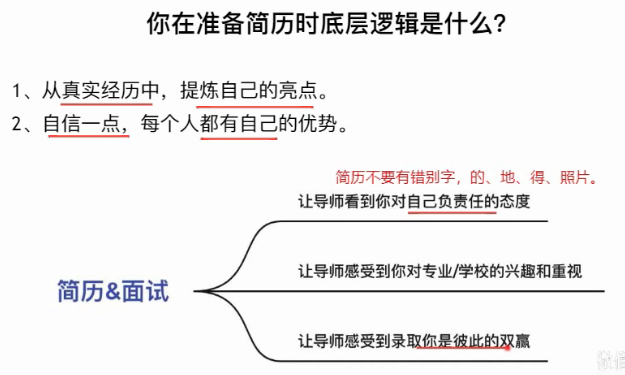 你在准备简历时底层逻辑是什么?
1、从真实经历中，提炼自己的亮点。
2、自信一点，每个人都有自己的优势。
简历不要有错别字，的、地、得、照片。
让导师看到你对自己负责任的态度
让导师感受到你对专业/学校的兴趣和重视
简历&面试
让导师感受到录取你是彼此的双赢